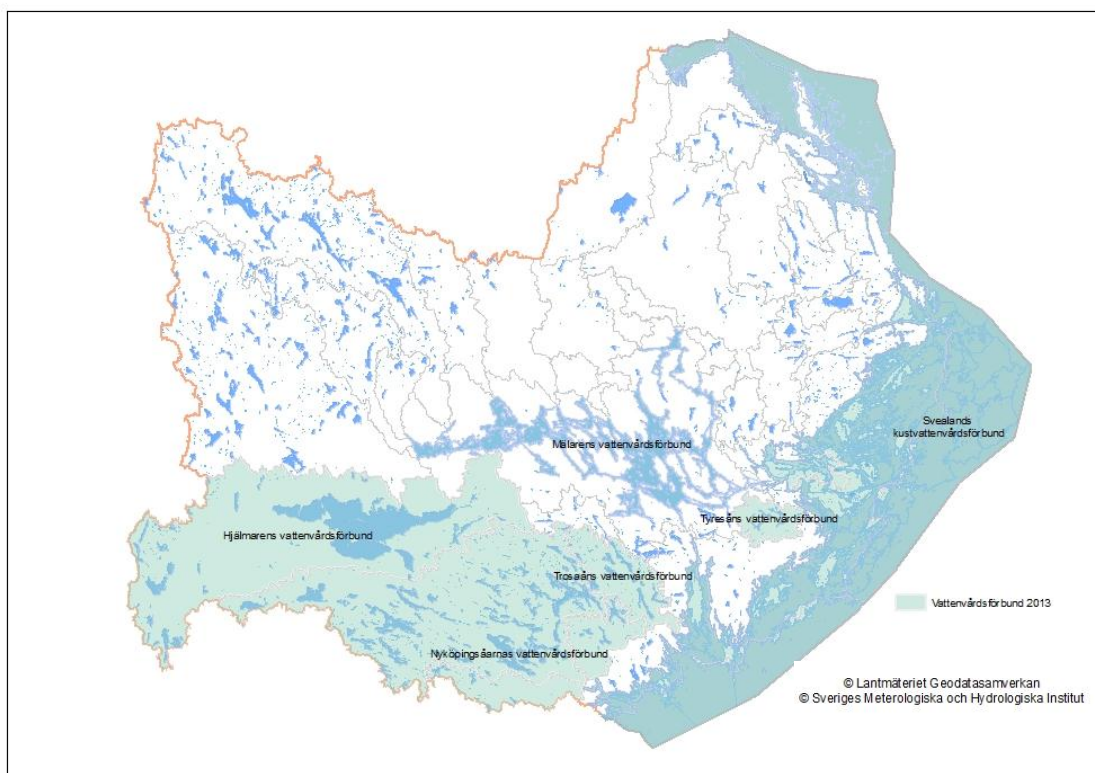 Svealands
kustvattenvårdsförbund
Mälarens vattenvårdsförbund
Tyresåns vattenvårdsförbund
Hjälmarens vattenvårdsförbund
Trosaåns vattenvårdsförbund
Vattenvårdsförbund 2013
Nyköpingsåarnas vattenvårdsförbund
© Lantmäteriet Geodatasamverkan
© Sveriges Meterologiska och Hydrologiska Institut